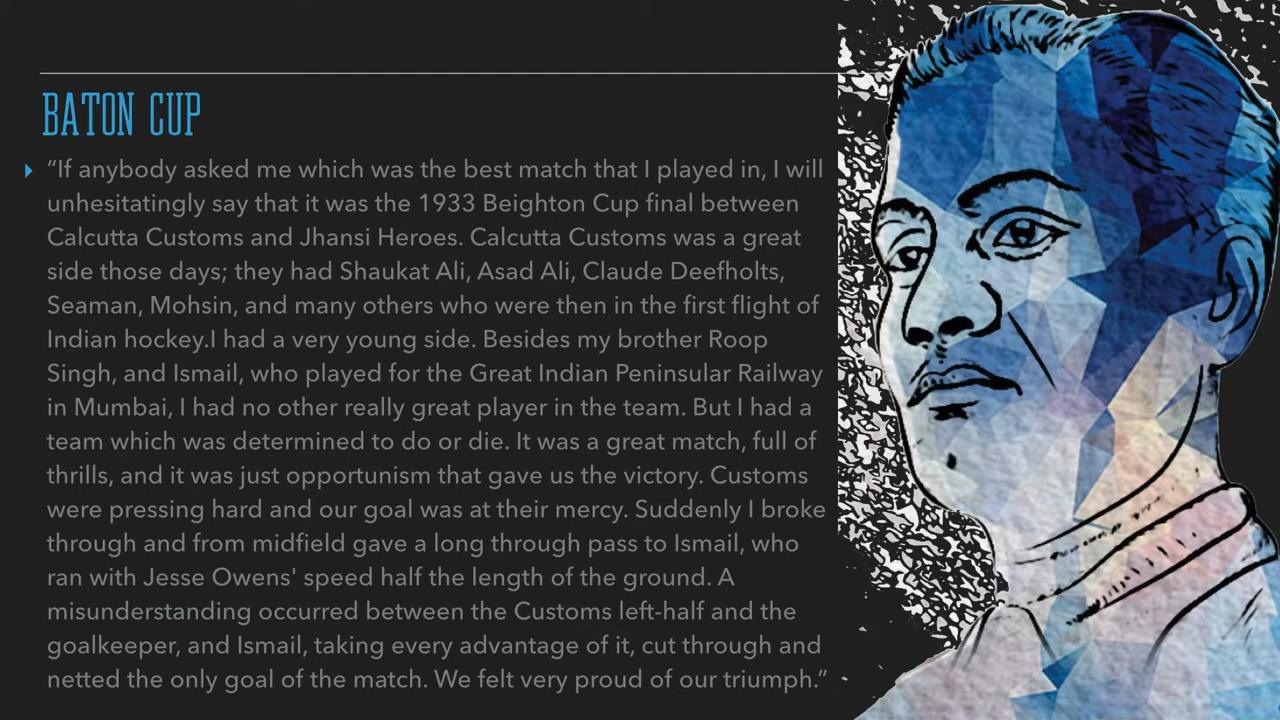 BATON CUP
“If anybody asked me which was the best match that I played in, I will
unhesitatingly say that it was the 1933 Beighton Cup final between
Calcutta Customs and Jhansi Heroes. Calcutta Customs was a great
side those days; they had Shaukat Ali, Asad Ali, Claude Deefholts,
Seaman, Mohsin, and many others who were then in the first flight of
Indian hockey.I had a very young side. Besides my brother Roop
Singh, and Ismail, who played for the Great Indian Peninsular Railway
in Mumbai, I had no other really great player in the team. But I had a
team which was determined to do or die. It was a great match, full of
thrills, and it was just opportunism that gave us the victory. Customs
were pressing hard and our goal was at their mercy. Suddenly I broke
through and from midfield gave a long through pass to Ismail, who
ran with Jesse Owens' speed half the length of the ground. A
misunderstanding occurred between the Customs left-half and the
goalkeeper, and Ismail, taking every advantage of it, cut through and
netted the only goal of the match. We felt very proud of our triumph.”